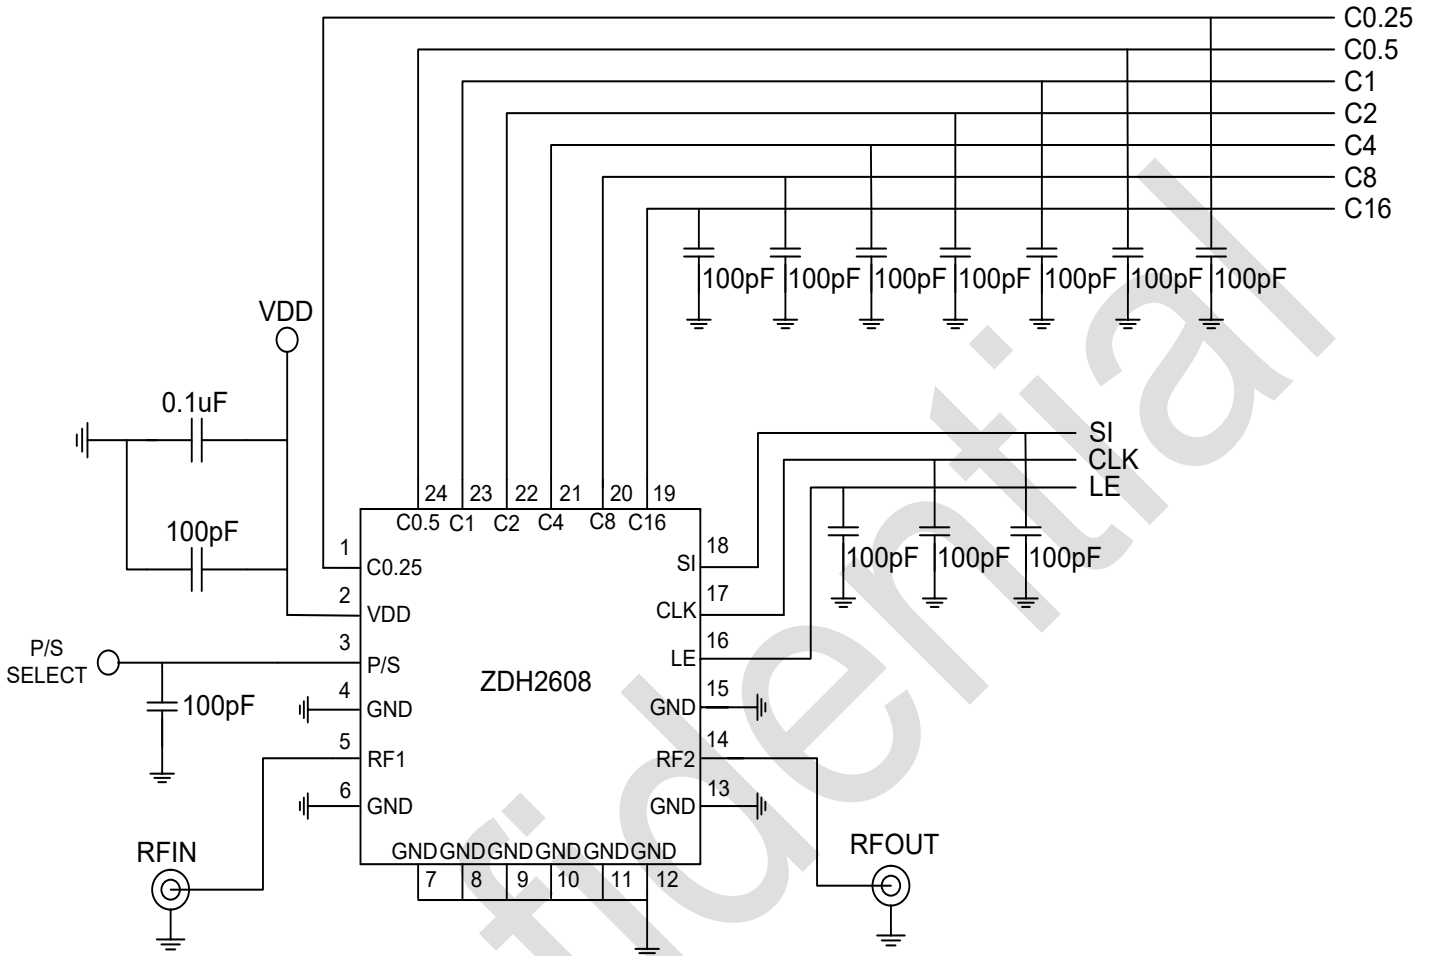 C0.25
C0.5
C1
C2
C4
C8
C16
100pF 100pF 100pF 100pF 100pF 100pF 100pF
VDD
0.1uF
100pF
SI
CLK
LE
100pF 100pF 100pF
24 23 22 21 20 19
C0.5 C1 C2 C4 C8 C16
1 C0.25
2 VDD
3 P/S
4 GND
5 RF1
6 GND
P/S
SELECT
100pF
ZDH2608
18 SI
17 CLK
16 LE
15 GND
14 RF2
13 GND
GND GND GND GND GND GND
7 8 9 10 11 12
RFIN
RFOUT
fidential